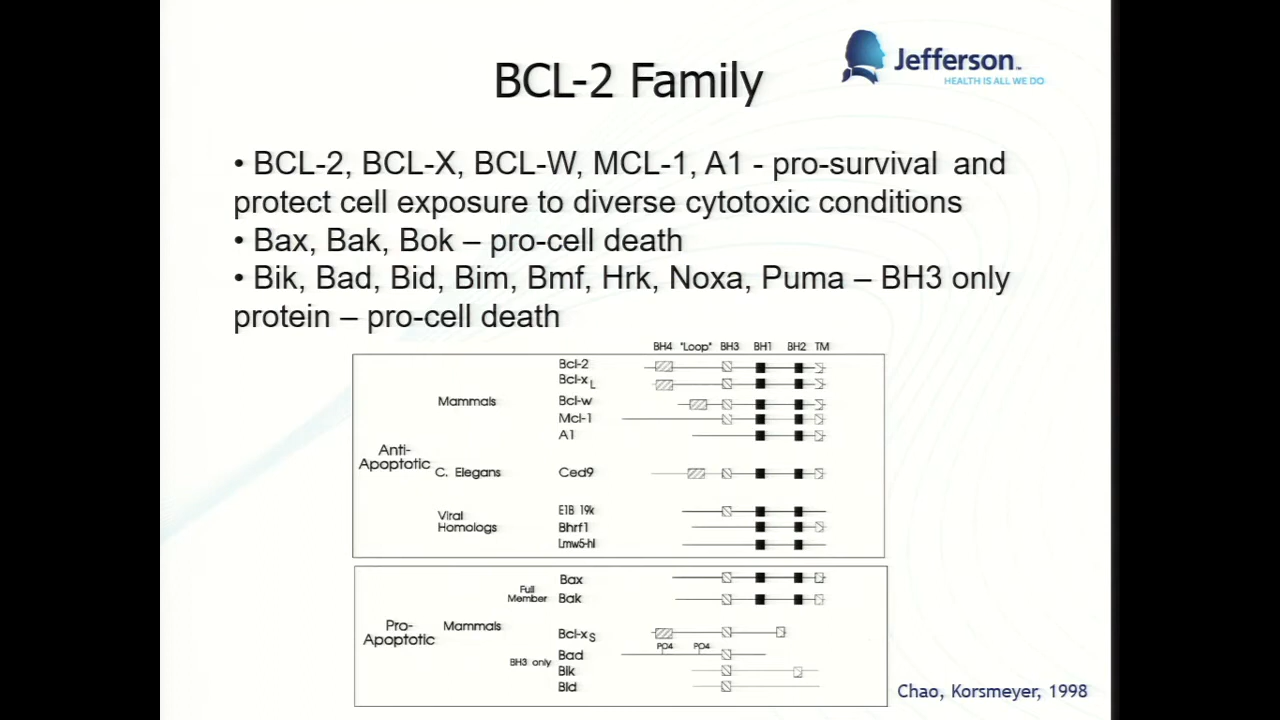 Jefferson™
HEALTH IS ALL WE DO
BCL-2 Family
• BCL-2, BCL-X, BCL-W, MCL-1, A1 - pro-survival and
protect cell exposure to diverse cytotoxic conditions
• Bax, Bak, Bok – pro-cell death
• Bik, Bad, Bid, Bim, Bmf, Hrk, Noxa, Puma – BH3 only
protein – pro-cell death
BH4 "Loop" BH3 BH1 BH2 TM
Bcl-2
Bcl-xL
Mammals
Bcl-w
Mcl-1
A1
Anti-
Apoptotic
C. Elegans
Ced9
Viral
Homologs
E1B 19k
Bhrf1
Lmw5-hl
Full
Member
Bax
Bak
Pro-
Apoptotic
Mammals
Bcl-xS
PO4 PO4
BH3 only
Bad
Bik
Bid
Chao, Korsmeyer, 1998